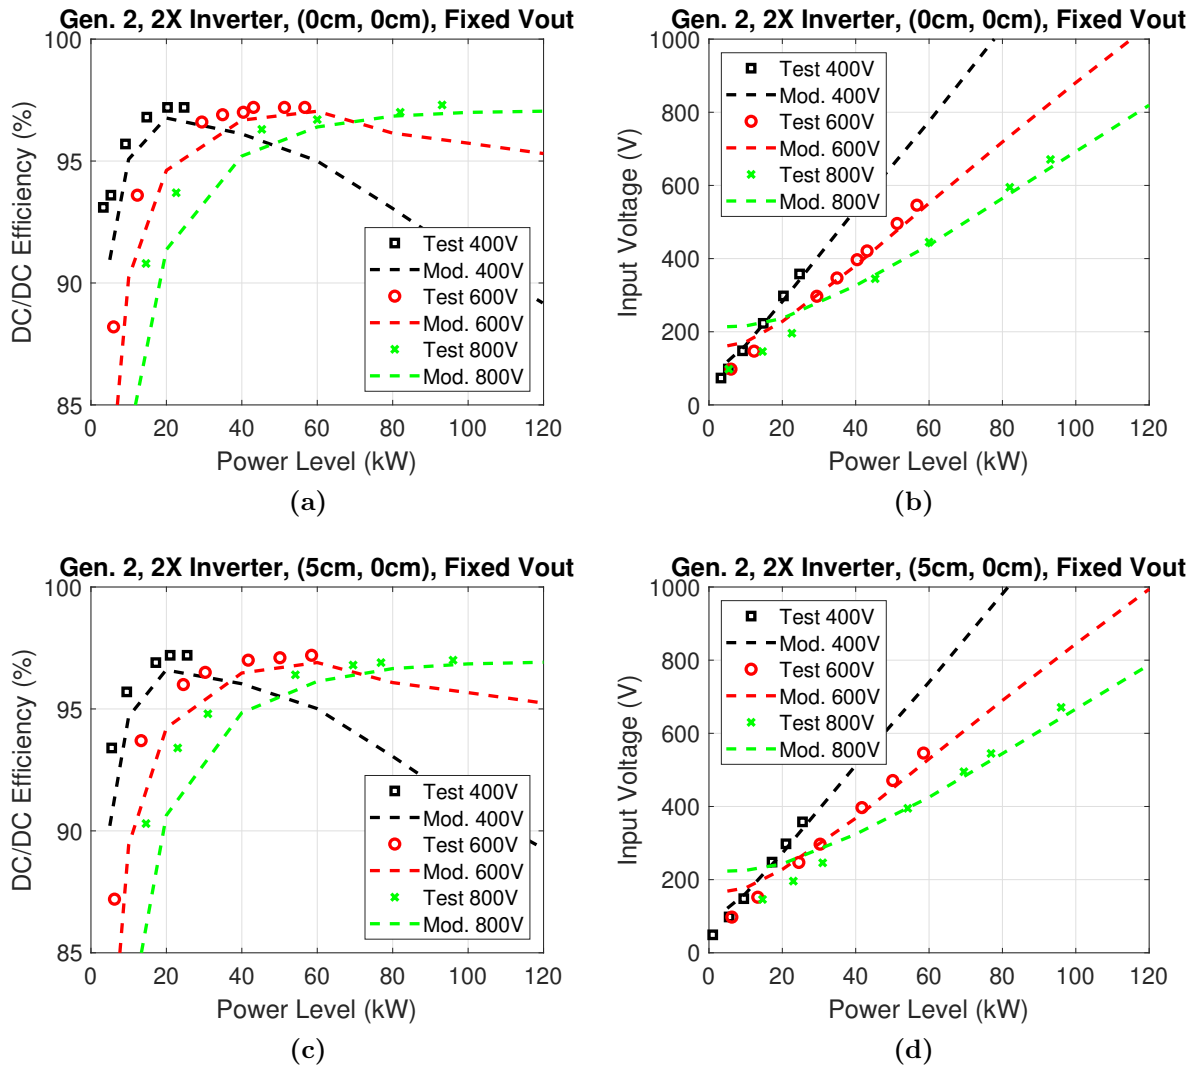 Gen. 2, 2X Inverter, (0cm, 0cm), Fixed Vout
100
95
90
85
DC/DC Efficiency (%)
0 20 40 60 80 100 120
Power Level (kW)
Test 400V
Mod. 400V
Test 600V
Mod. 600V
Test 800V
Mod. 800V
(a)
Gen. 2, 2X Inverter, (0cm, 0cm), Fixed Vout
1000
800
600
400
200
0
Input Voltage (V)
0 20 40 60 80 100 120
Power Level (kW)
Test 400V
Mod. 400V
Test 600V
Mod. 600V
Test 800V
Mod. 800V
(b)
Gen. 2, 2X Inverter, (5cm, 0cm), Fixed Vout
100
95
90
85
DC/DC Efficiency (%)
0 20 40 60 80 100 120
Power Level (kW)
Test 400V
Mod. 400V
Test 600V
Mod. 600V
Test 800V
Mod. 800V
(c)
Gen. 2, 2X Inverter, (5cm, 0cm), Fixed Vout
1000
800
600
400
200
0
Input Voltage (V)
0 20 40 60 80 100 120
Power Level (kW)
Test 400V
Mod. 400V
Test 600V
Mod. 600V
Test 800V
Mod. 800V
(d)